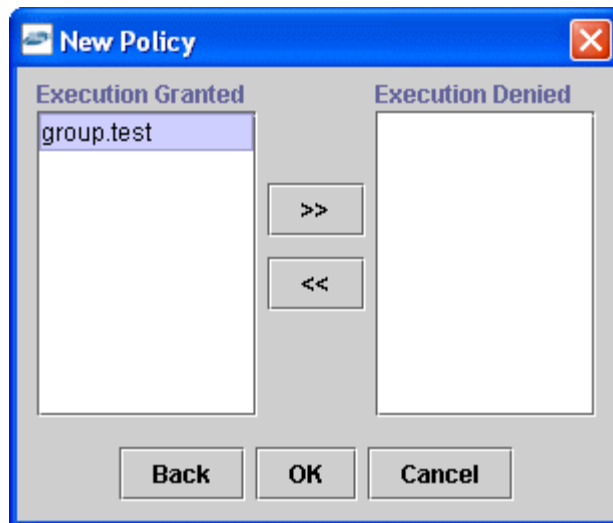 New Policy
Execution Granted
Execution Denied
group.test
>>
<<
Back
OK
Cancel